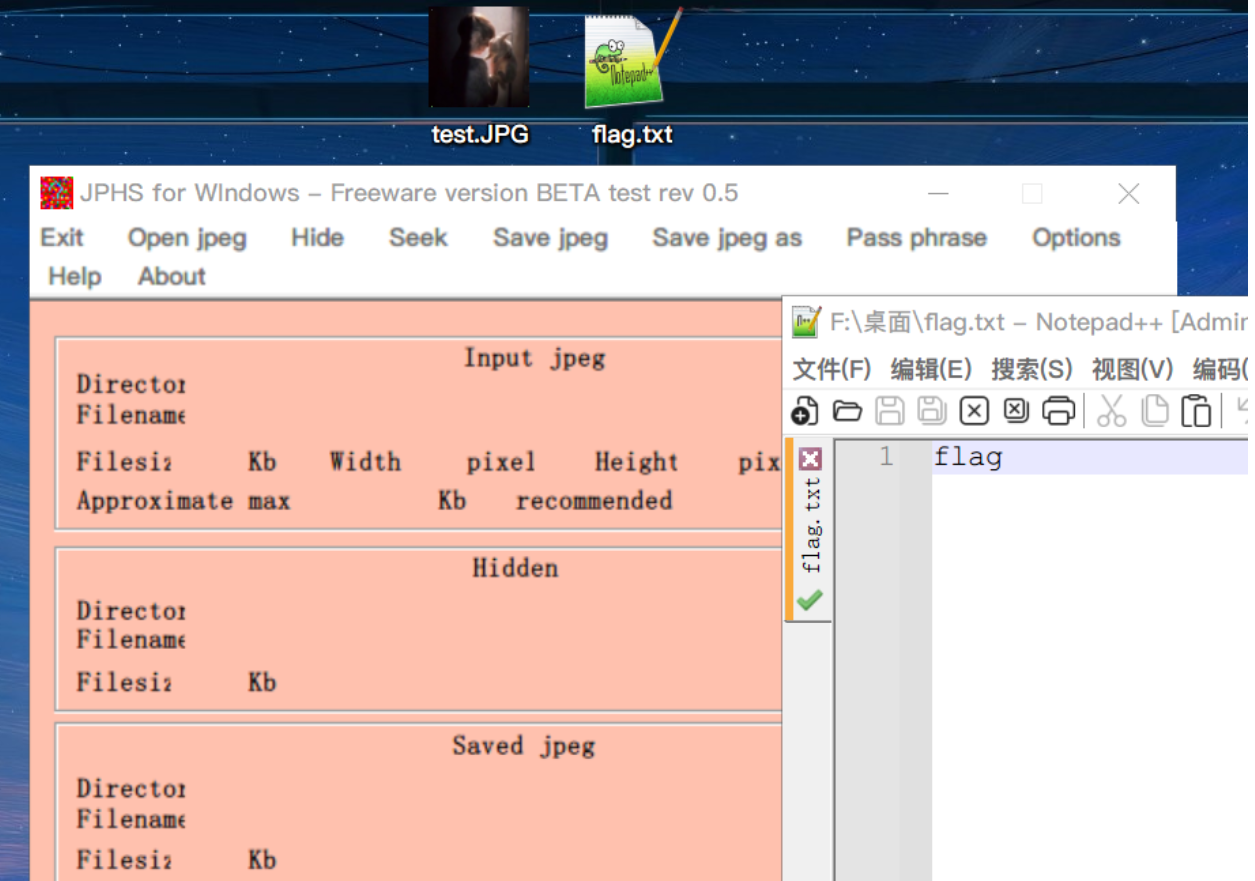 test.JPG flag.txt
JPHS for WIndows – Freeware version BETA test rev 0.5
Exit Open jpeg Hide Seek Save jpeg Save jpeg as Pass phrase Options
Help About
Input jpeg
Director
Filename
Filesiz Kb Width pixel Height pix
Approximate max Kb recommended
Hidden
Director
Filename
Filesiz Kb
Saved jpeg
Director
Filename
Filesiz Kb
F:\桌面\flag.txt – Notepad++ [Admin
文件(F) 编辑(E) 搜索(S) 视图(V) 编码(
flag.txt
1 flag
Notepad++